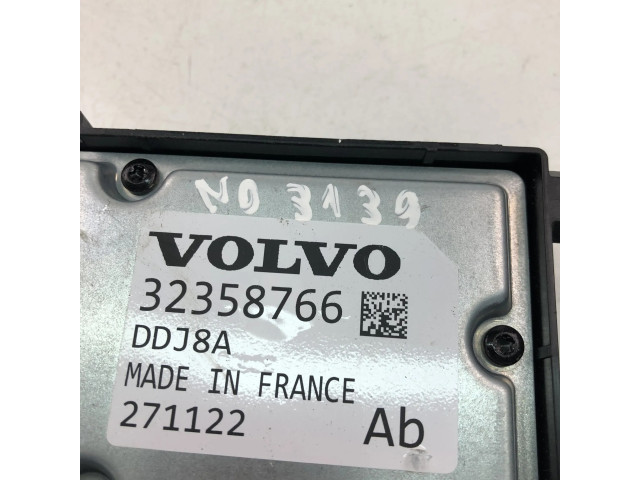 NO 3139
VOLVO
32358766
DDJ8A
MADE IN FRANCE
271122 Ab